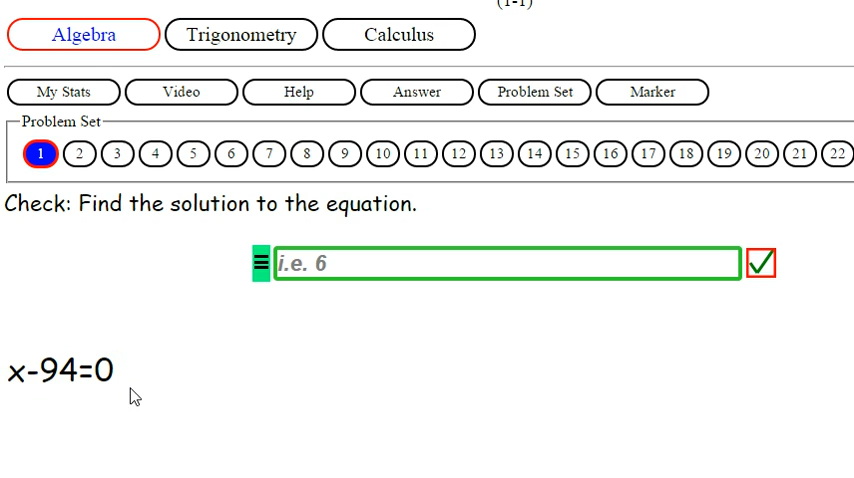 (1-1)
Algebra Trigonometry Calculus
My Stats Video Help Answer Problem Set Marker
Problem Set
1 2 3 4 5 6 7 8 9 10 11 12 13 14 15 16 17 18 19 20 21 22
Check: Find the solution to the equation.
i.e. 6
x-94=0